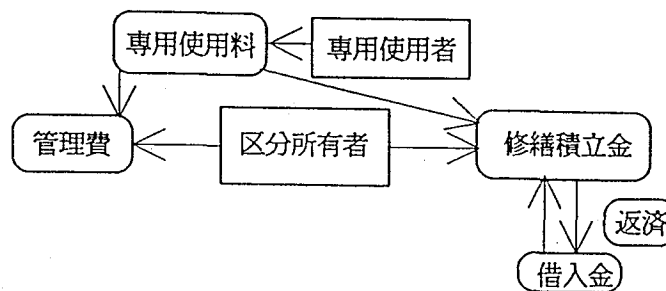 専用使用料
専用使用者
管理費
区分所有者
修繕積立金
返済
借入金